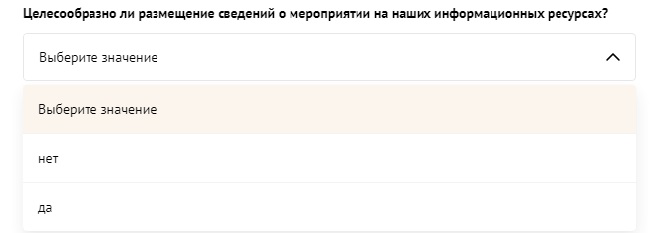 Целесообразно ли размещение сведений о мероприятии на наших информационных ресурсах?
Выберите значение
Выберите значение
нет
да